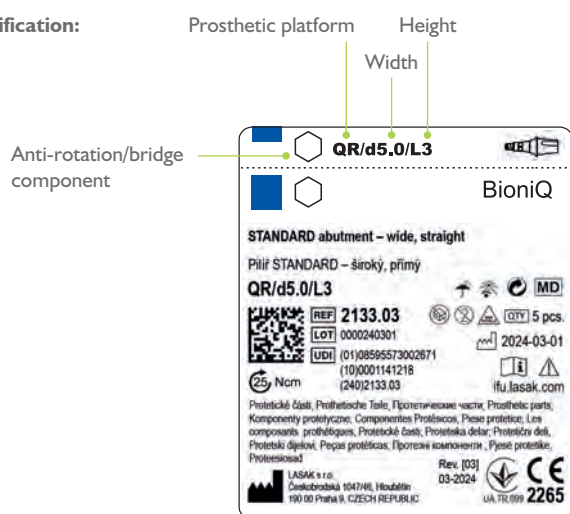 ification:
Prosthetic platform
Height
Width
Anti-rotation/bridge
component
QR/d5.0/L3
BioniQ
STANDARD abutment – wide, straight
Pilíř STANDARD – široký, přímý
QR/d5.0/L3
MD
REF 2133.03
QTY 5 pcs.
LOT 0000240301
2024-03-01
UDI (01)08595573002671
(10)0001141218
(240)2133.03
25 Ncm
ifu.lasak.com
Protetické části, Prothetische Teile, Протетические части, Prosthetic parts,
Komponenty protetyczne, Componentes Protésicos, Piese protetice, Les
composants prothétiques, Protetické časti, Protetiska delar, Protetični deli,
Protetski dijelovi, Peças protéticas, Протезні компоненти, Pjese protetike,
Proteesiosad
Rev. [03]
03-2024
LASAK s r.o.
Českobrodská 1047/46, Hloubětín
190 00 Praha 9, CZECH REPUBLIC
UA.TR.099
CE
2265